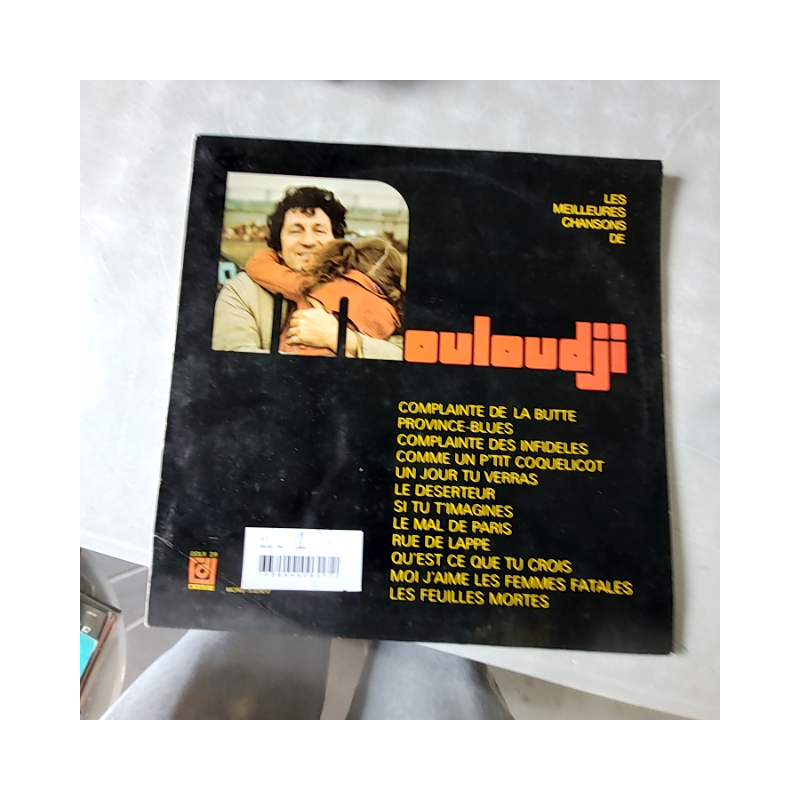 LES
MEILLEURES
CHANSONS
DE
mouloudji
COMPLAINTE DE LA BUTTE
PROVINCE-BLUES
COMPLAINTE DES INFIDELES
COMME UN P'TIT COQUELICOT
UN JOUR TU VERRAS
LE DESERTEUR
SI TU T'IMAGINES
LE MAL DE PARIS
RUE DE LAPPE
QU'EST CE QUE TU CROIS
MOI J'AIME LES FEMMES FATALES
LES FEUILLES MORTES
1